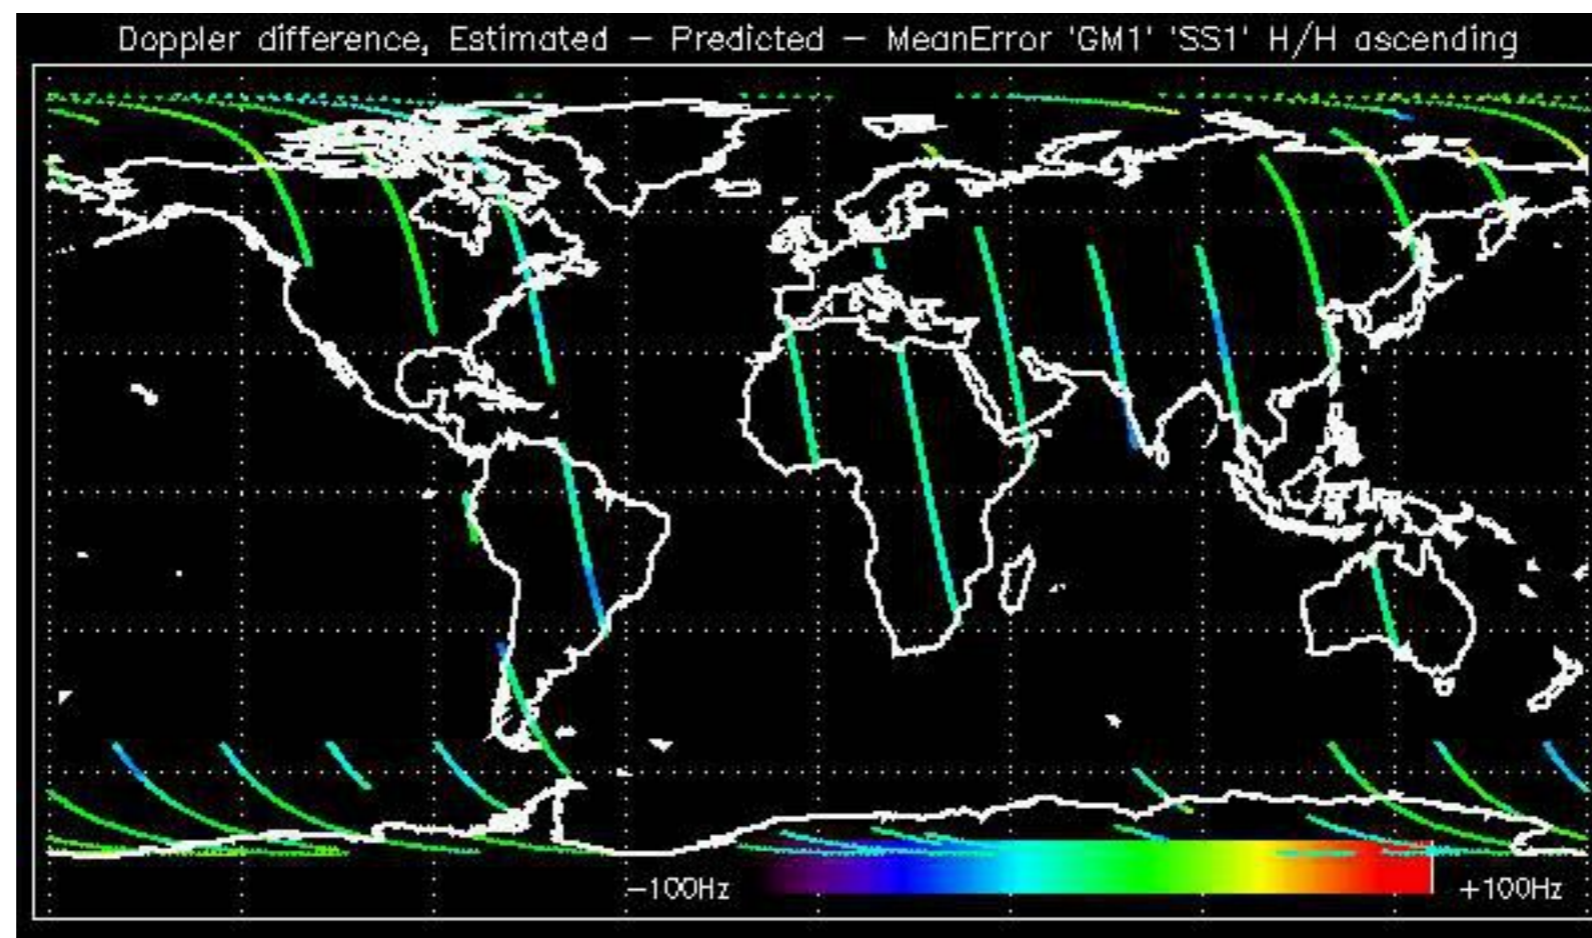 Doppler difference, Estimated - Predicted - MeanError 'GM1' 'SS1' H/H ascending
-100Hz +100Hz